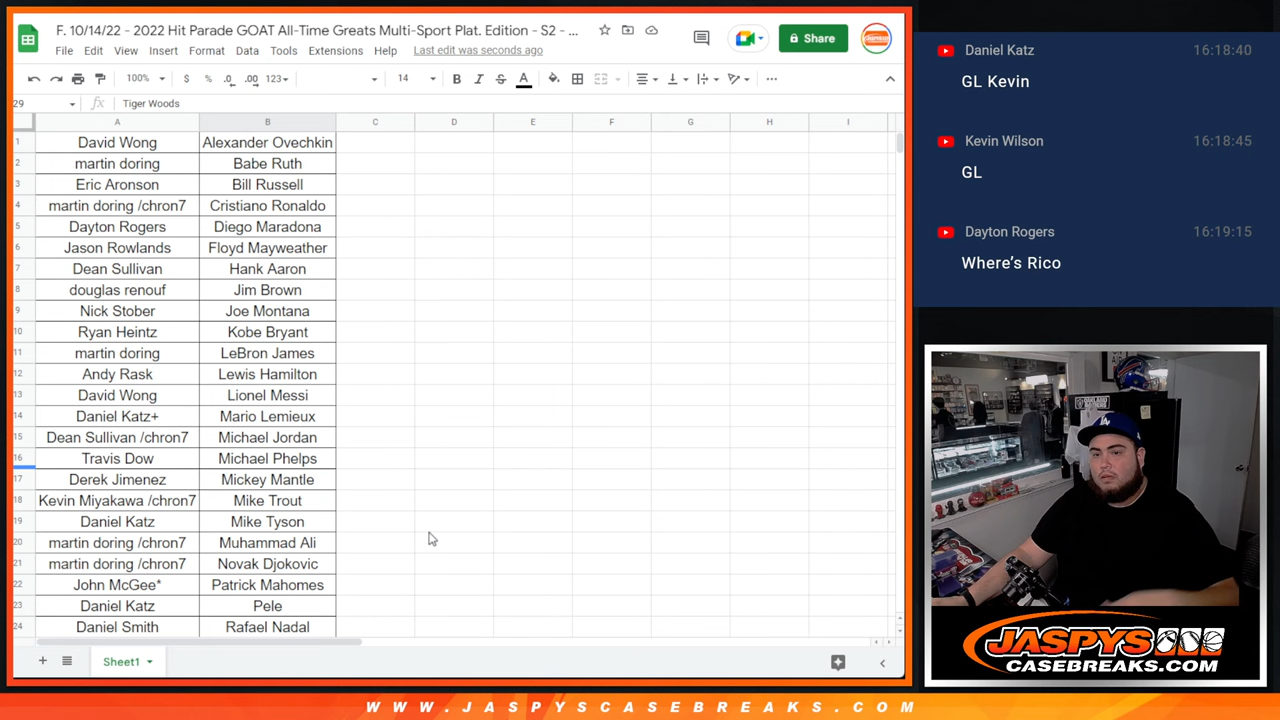 F. 10/14/22 - 2022 Hit Parade GOAT All-Time Greats Multi-Sport Plat. Edition - S2 - ...
Share
File Edit View Insert Format Data Tools Extensions Help Last edit was seconds ago
100% $ % .0 .00 123 14 B I S A
29 fx Tiger Woods
A B C D E F G H I
1 David Wong Alexander Ovechkin
2 martin doring Babe Ruth
3 Eric Aronson Bill Russell
4 martin doring /chron7 Cristiano Ronaldo
5 Dayton Rogers Diego Maradona
6 Jason Rowlands Floyd Mayweather
7 Dean Sullivan Hank Aaron
8 douglas renouf Jim Brown
9 Nick Stober Joe Montana
10 Ryan Heintz Kobe Bryant
11 martin doring LeBron James
12 Andy Rask Lewis Hamilton
13 David Wong Lionel Messi
14 Daniel Katz+ Mario Lemieux
15 Dean Sullivan /chron7 Michael Jordan
16 Travis Dow Michael Phelps
17 Derek Jimenez Mickey Mantle
18 Kevin Miyakawa /chron7 Mike Trout
19 Daniel Katz Mike Tyson
20 martin doring /chron7 Muhammad Ali
21 martin doring /chron7 Novak Djokovic
22 John McGee* Patrick Mahomes
23 Daniel Katz Pele
24 Daniel Smith Rafael Nadal
Sheet1
Daniel Katz 16:18:40
GL Kevin
Kevin Wilson 16:18:45
GL
Dayton Rogers 16:19:15
Where's Rico
JASPYS
CASEBREAKS.COM
WWW.JASPYSCASEBREAKS.COM